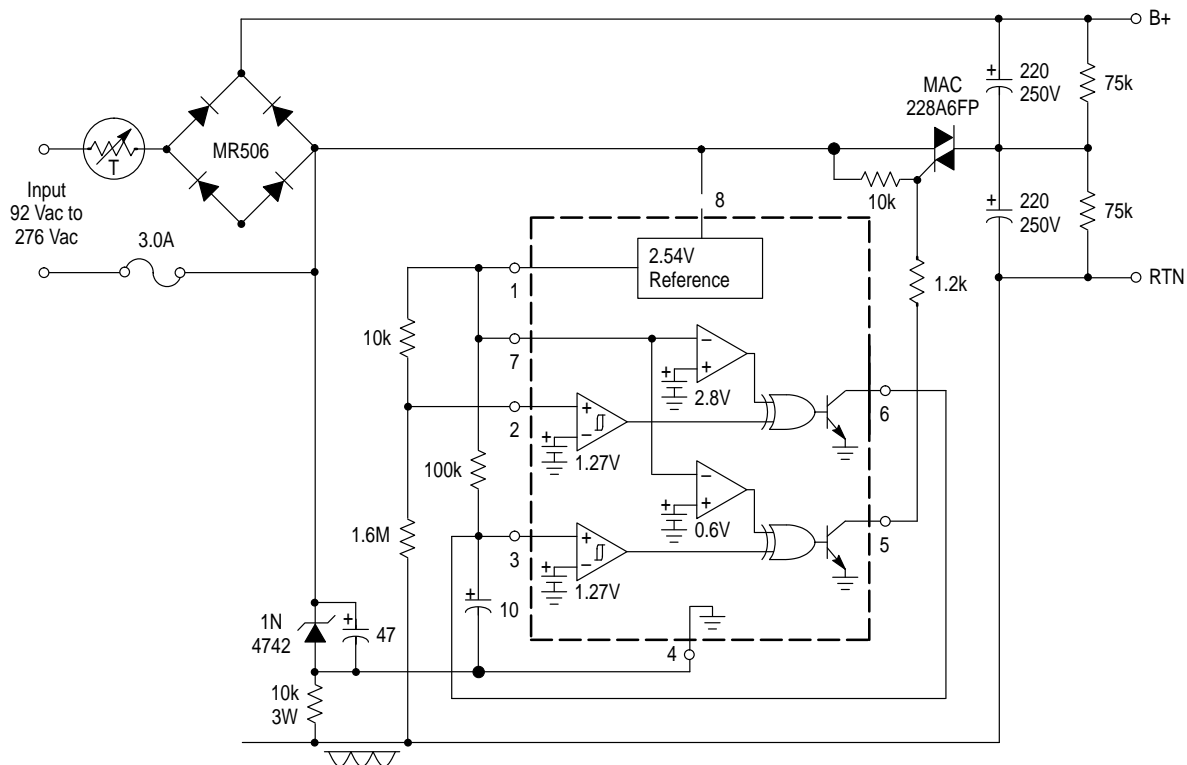 B+
220
250V
75k
MAC
228A6FP
MR506
T
Input
92 Vac to
276 Vac
3.0A
10k
8
220
250V
75k
2.54V
Reference
1
RTN
1.2k
10k
7
−
+
+
2.8V
6
2
+
−
+
1.27V
100k
−
+
+
0.6V
5
1.6M
3
+
−
+
1.27V
+
10
1N
4742
+
47
4
10k
3W